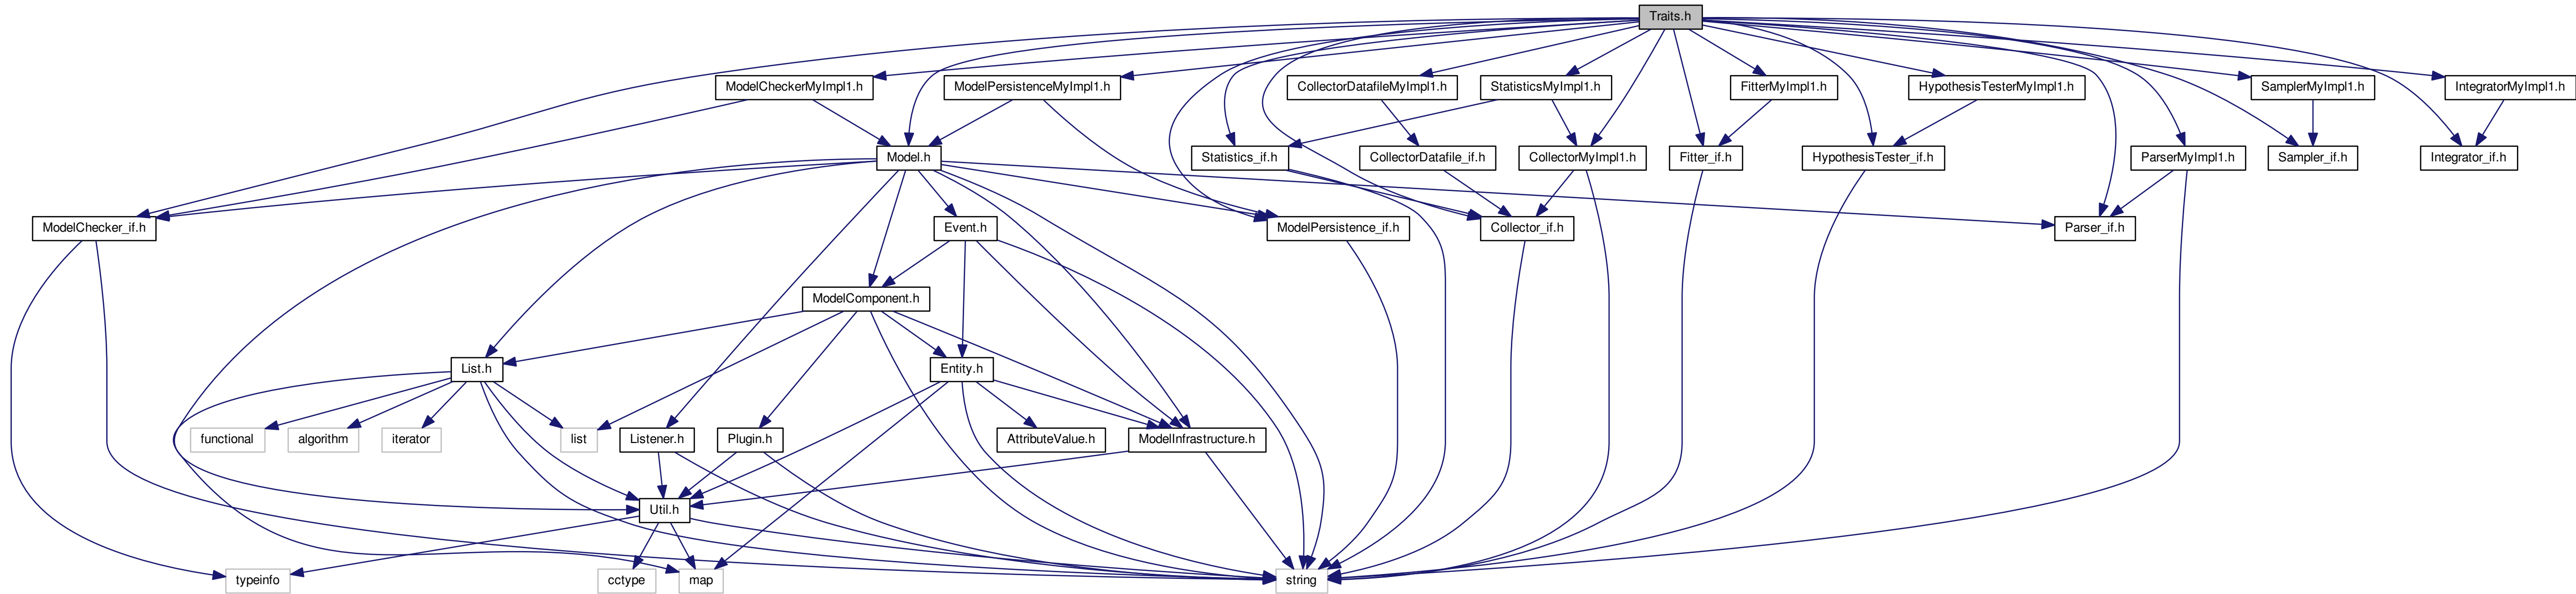 Traits.h
ModelCheckerMyImpl1.h
ModelPersistenceMyImpl1.h
CollectorDatafileMyImpl1.h
StatisticsMyImpl1.h
FitterMyImpl1.h
HypothesisTesterMyImpl1.h
SamplerMyImpl1.h
IntegratorMyImpl1.h
Model.h
Statistics_if.h
CollectorDatafile_if.h
CollectorMyImpl1.h
Fitter_if.h
HypothesisTester_if.h
ParserMyImpl1.h
Sampler_if.h
Integrator_if.h
ModelChecker_if.h
Event.h
ModelPersistence_if.h
Collector_if.h
Parser_if.h
ModelComponent.h
List.h
Entity.h
functional
algorithm
iterator
list
Listener.h
Plugin.h
AttributeValue.h
ModelInfrastructure.h
Util.h
typeinfo
cctype
map
string